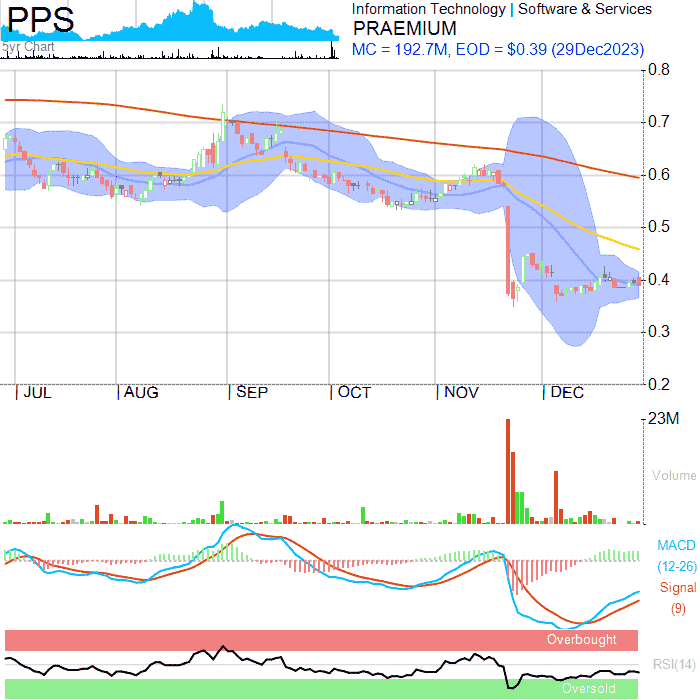 PPS
5yr Chart
Information Technology | Software & Services
PRAEMIUM
MC = 192.7M, EOD = $0.39 (29Dec2023)
0.8
0.7
0.6
0.5
0.4
0.3
0.2
JUL AUG SEP OCT NOV DEC
23M
Volume
MACD
(12-26)
Signal
(9)
Overbought
RSI(14)
Oversold